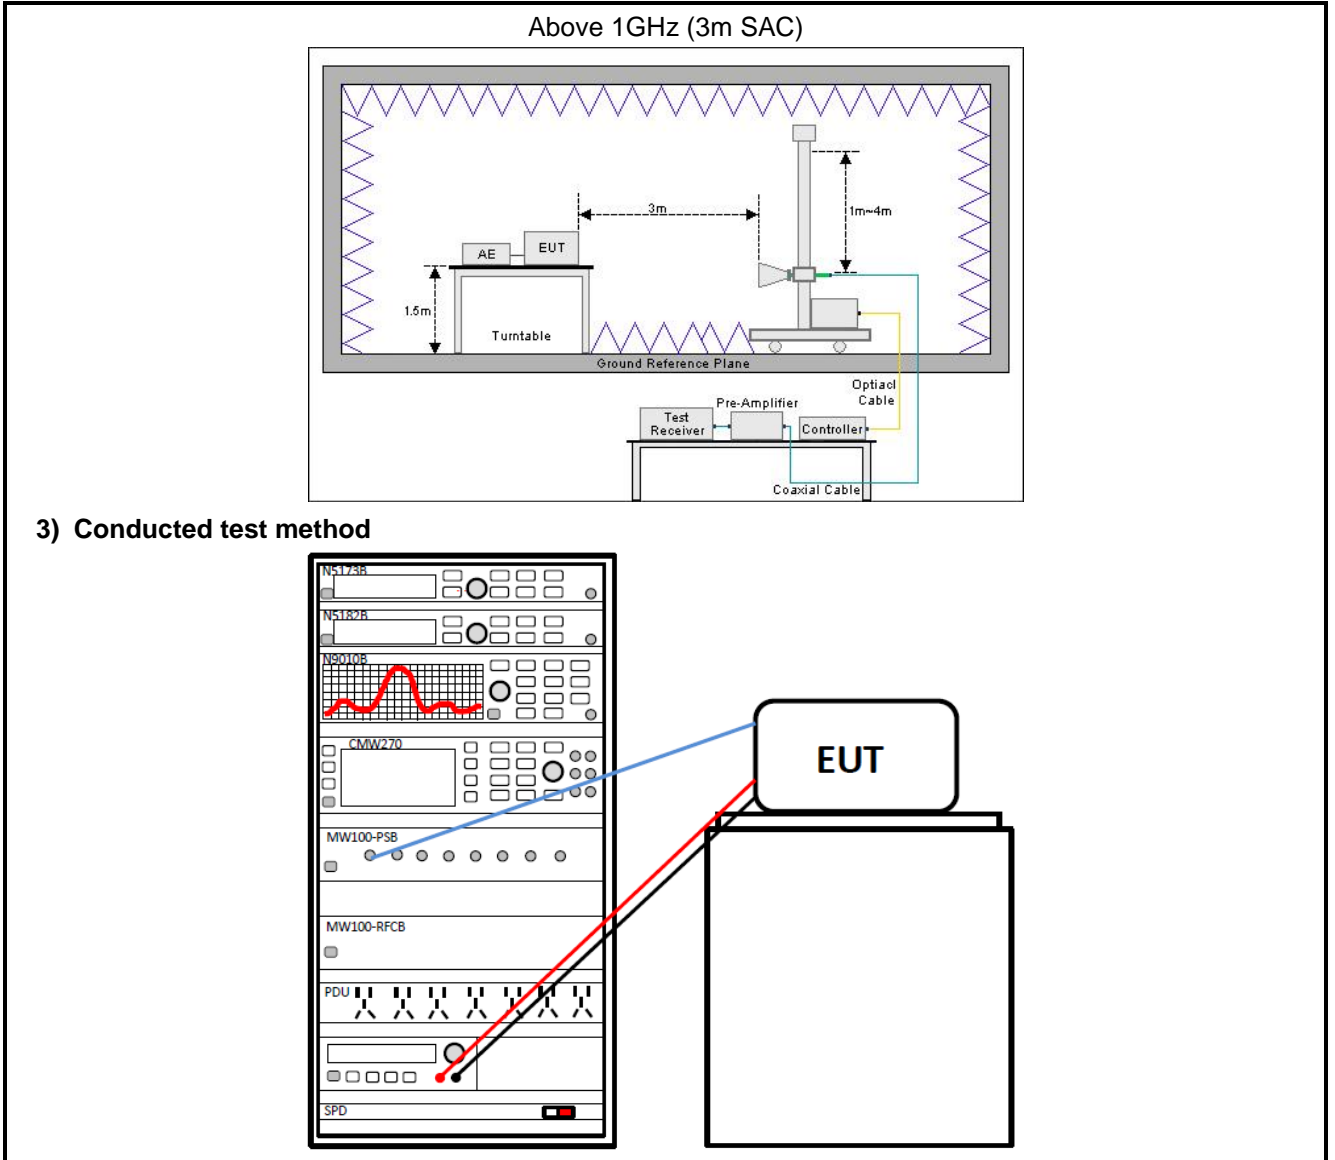 Above 1GHz (3m SAC)
3m
1m~4m
AE
EUT
1.5m
Turntable
Ground Reference Plane
Optiacl
Cable
Pre-Amplifier
Test
Receiver
Controller
Coaxial Cable
3) Conducted test method
N5173B
N5182B
N9010B
CMW270
EUT
MW100-PSB
MW100-RFCB
PDU
SPD